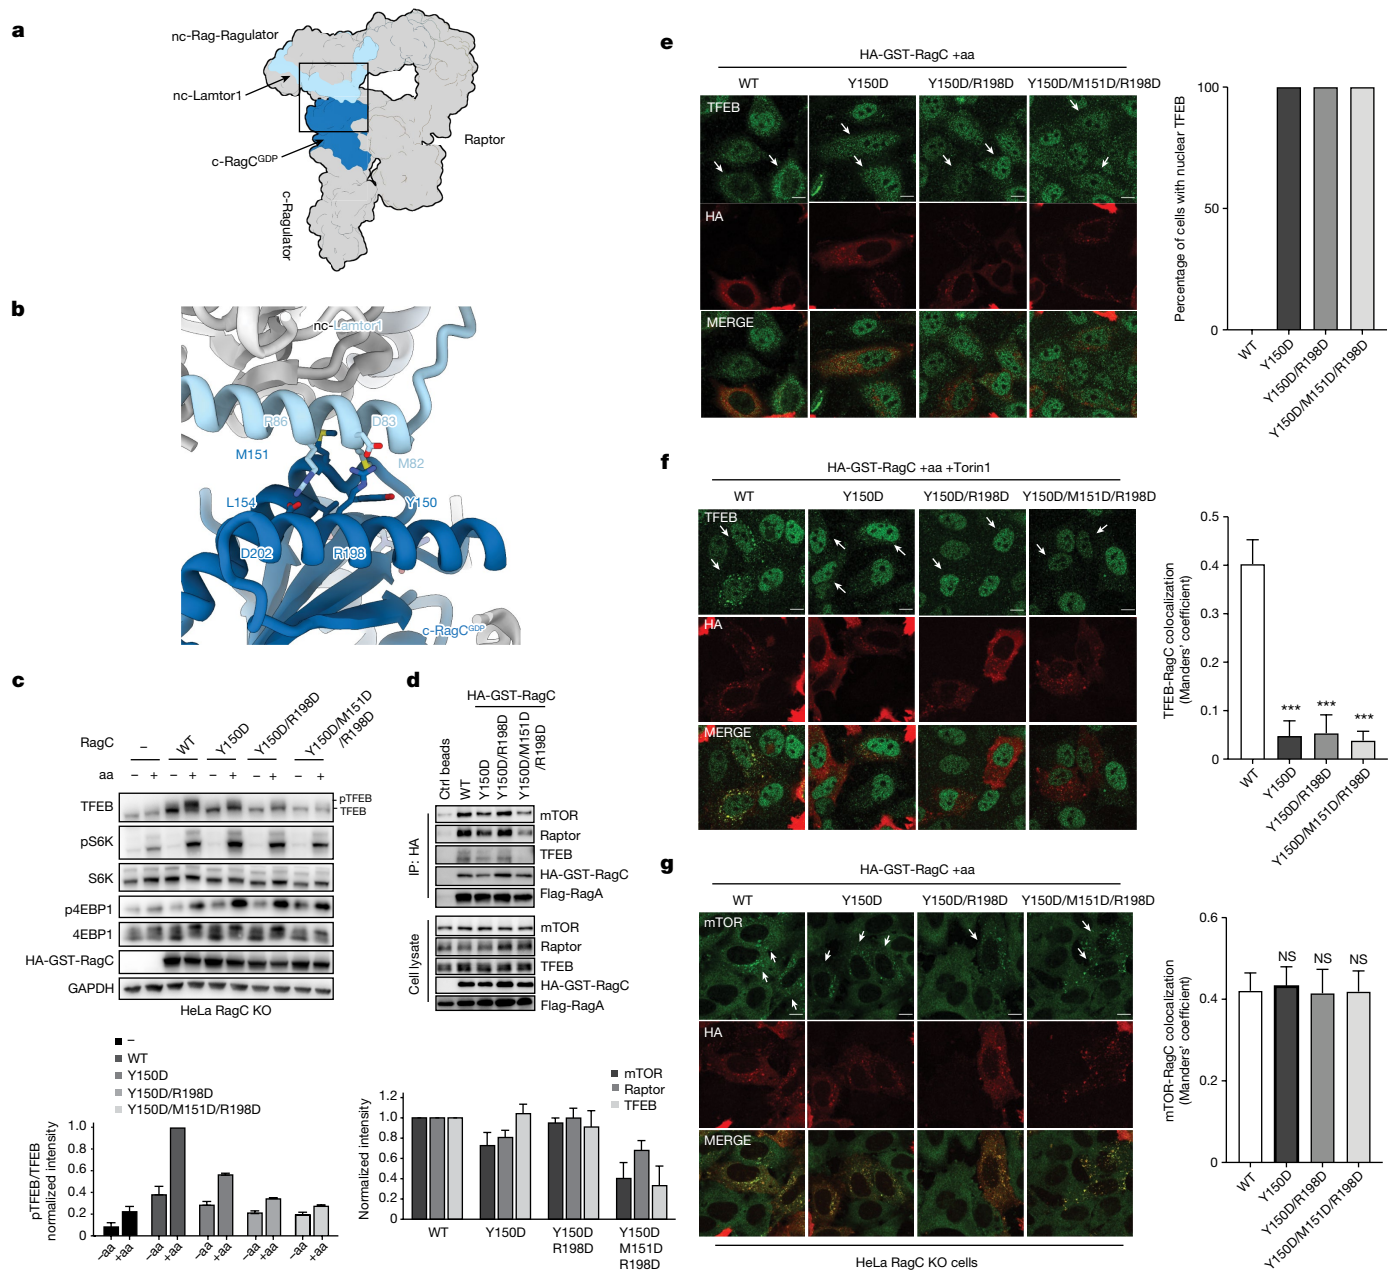 a
nc-Rag-Ragulator
nc-Lamtor1
c-RagC^GDP
Raptor
c-Ragulator
b
nc-Lamtor1
R86
D83
M151
M82
L154
Y150
D202
R198
c-RagC^GDP
c
RagC
–
WT
Y150D
Y150D/R198D
Y150D/M151D
/R198D
aa
– + – + – + – + – +
TFEB
pTFEB
TFEB
pS6K
S6K
p4EBP1
4EBP1
HA-GST-RagC
GAPDH
HeLa RagC KO
–
WT
Y150D
Y150D/R198D
Y150D/M151D/R198D
pTFEB/TFEB
normalized intensity
1.0
0.8
0.6
0.4
0.2
0
–aa +aa –aa +aa –aa +aa –aa +aa –aa +aa
d
HA-GST-RagC
Ctrl beads
WT
Y150D
Y150D/R198D
Y150D/M151D
/R198D
IP: HA
mTOR
Raptor
TFEB
HA-GST-RagC
Flag-RagA
Cell lysate
mTOR
Raptor
TFEB
HA-GST-RagC
Flag-RagA
mTOR
Raptor
TFEB
Normalized intensity
1.2
1.0
0.8
0.6
0.4
0.2
0
WT
Y150D
Y150D
R198D
Y150D
M151D
R198D
e
HA-GST-RagC +aa
WT Y150D Y150D/R198D Y150D/M151D/R198D
TFEB
HA
MERGE
Percentage of cells with nuclear TFEB
100
50
0
WT
Y150D
Y150D/R198D
Y150D/M151D/R198D
f
HA-GST-RagC +aa +Torin1
WT Y150D Y150D/R198D Y150D/M151D/R198D
TFEB
HA
MERGE
TFEB-RagC colocalization
(Manders' coefficient)
0.5
0.4
0.3
0.2
0.1
0
*** *** ***
WT
Y150D
Y150D/R198D
Y150D/M151D/R198D
g
HA-GST-RagC +aa
WT Y150D Y150D/R198D Y150D/M151D/R198D
mTOR
HA
MERGE
HeLa RagC KO cells
mTOR-RagC colocalization
(Manders' coefficient)
0.6
0.4
0.2
0
NS NS NS
WT
Y150D
Y150D/R198D
Y150D/M151D/R198D